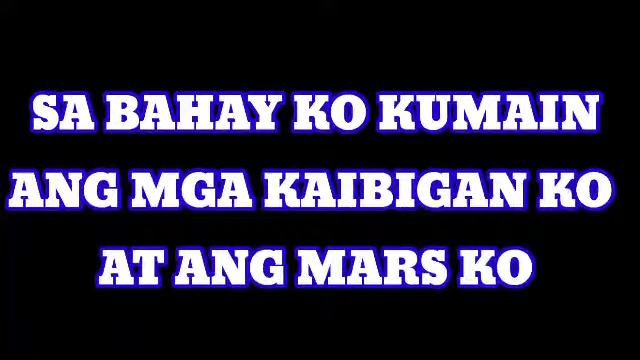 SA BAHAY KO KUMAIN
ANG MGA KAIBIGAN KO
AT ANG MARS KO